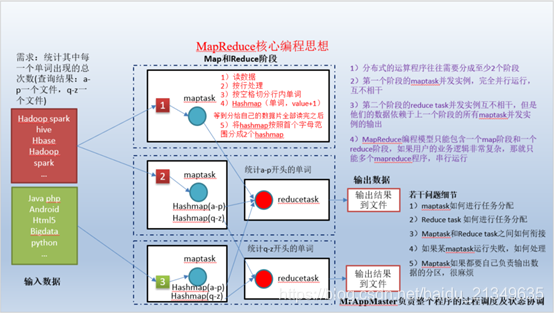 MapReduce核心编程思想
需求：统计其中每
一个单词出现的总
次数(查询结果：a-
p一个文件，q-z一
个文件)
Hadoop spark
hive
Hbase
Hadoop
spark
...
Java php
Android
Html5
Bigdata
python
...
输入数据
Map和Reduce阶段
1
maptask
1）读数据
2）按行处理
3）按空格切分行内单词
4）Hashmap（单词，value+1）
等到分给自己的数据片全部读完之后
5）将hashmap按照首个字母范
围分成2个hashmap
2
maptask
Hashmap(a-p)
Hashmap(q-z)
3
maptask
Hashmap(a-p)
Hashmap(q-z)
统计a-p开头的单词
reducetask
统计q-z开头的单词
reducetask
输出数据
输出结果
到文件
输出结果
到文件
1）分布式的运算程序往往需要分成至少2个阶段
2）第一个阶段的maptask并发实例，完全并行运行，
互不相干
3）第二个阶段的reduce task并发实例互不相干，但是
他们的数据依赖于上一个阶段的所有maptask并发实
例的输出
4）MapReduce编程模型只能包含一个map阶段和一个
reduce阶段，如果用户的业务逻辑非常复杂，那就只
能多个mapreduce程序，串行运行
若干问题细节
1）maptask如何进行任务分配
2）Reduce task 如何进行任务分配
3）Maptask和Reduce task之间如何衔接
4）如果某maptask运行失败，如何处理
5）Maptask如果都要自己负责输出数
据的分区，很麻烦
MrAppMaster负责整个程序的过程调度及状态协调
https://blog.csdn.net/baidu_21349635